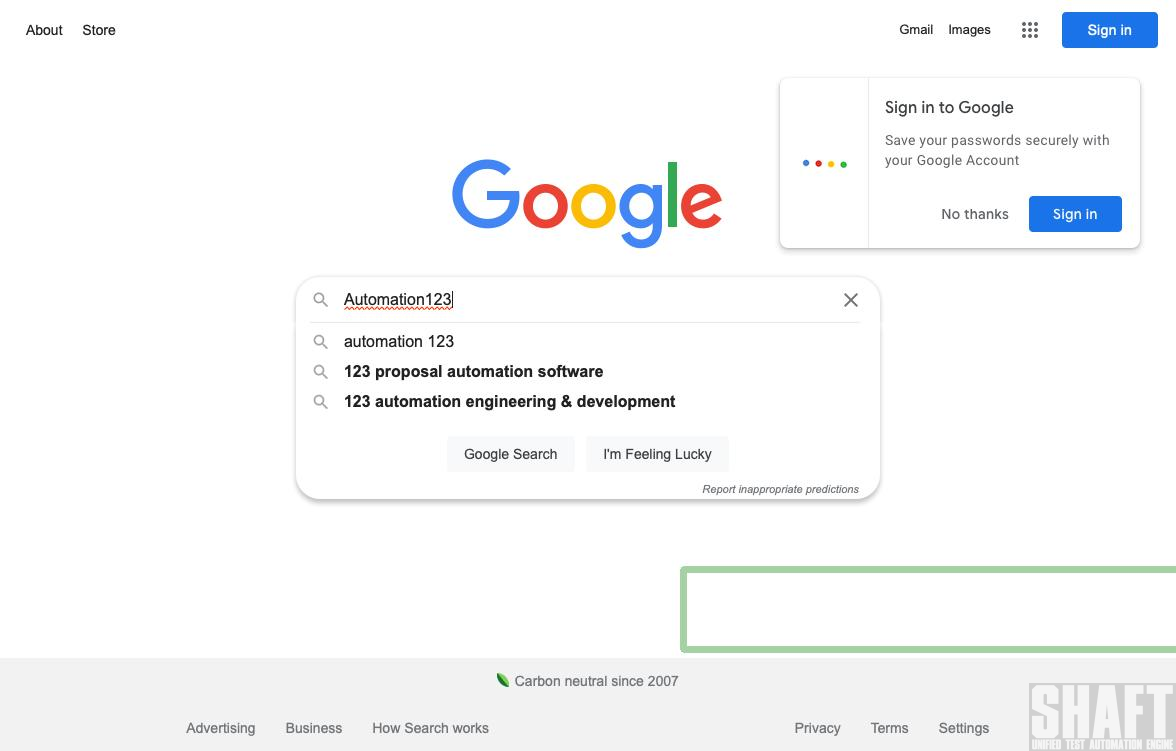 About Store
Gmail Images
Sign in
Sign in to Google
Save your passwords securely with
your Google Account
No thanks
Sign in
Google
Automation123
automation 123
123 proposal automation software
123 automation engineering & development
Google Search
I'm Feeling Lucky
Report inappropriate predictions
Carbon neutral since 2007
Advertising Business How Search works
Privacy Terms Settings
SHAFT
UNIFIED TEST AUTOMATION ENGINE